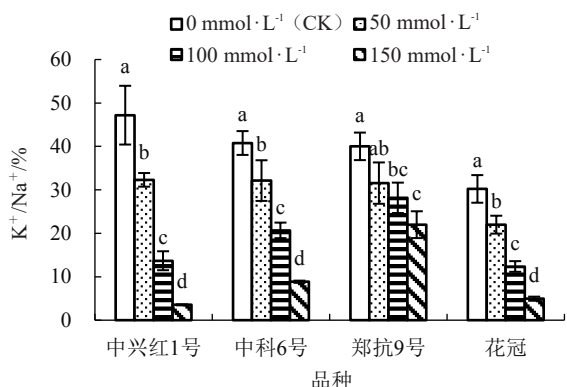 0 mmol·L⁻¹（CK） 50 mmol·L⁻¹
100 mmol·L⁻¹ 150 mmol·L⁻¹
K⁺/Na⁺/%
60
50
40
30
20
10
0
a b c d
a b c d
a ab bc c
a b c d
中兴红1号 中科6号 郑抗9号 花冠
品种